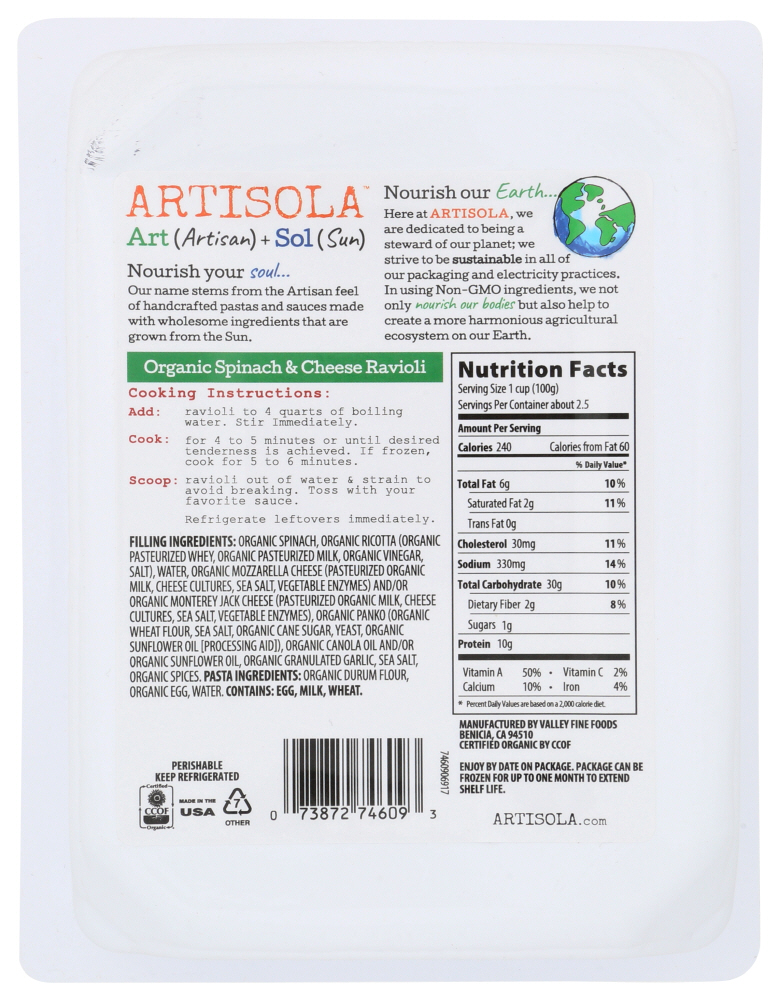 ARTISOLA™
Art (Artisan) + Sol (Sun)
Nourish your soul...
Our name stems from the Artisan feel
of handcrafted pastas and sauces made
with wholesome ingredients that are
grown from the Sun.
Nourish our Earth...
Here at ARTISOLA, we
are dedicated to being a
steward of our planet; we
strive to be sustainable in all of
our packaging and electricity practices.
In using Non-GMO ingredients, we not
only nourish our bodies but also help to
create a more harmonious agricultural
ecosystem on our Earth.
Organic Spinach & Cheese Ravioli
Cooking Instructions:
Add: ravioli to 4 quarts of boiling
water. Stir Immediately.
Cook: for 4 to 5 minutes or until desired
tenderness is achieved. If frozen,
cook for 5 to 6 minutes.
Scoop: ravioli out of water & strain to
avoid breaking. Toss with your
favorite sauce.
Refrigerate leftovers immediately.
FILLING INGREDIENTS: ORGANIC SPINACH, ORGANIC RICOTTA (ORGANIC
PASTEURIZED WHEY, ORGANIC PASTEURIZED MILK, ORGANIC VINEGAR,
SALT), WATER, ORGANIC MOZZARELLA CHEESE (PASTEURIZED ORGANIC
MILK, CHEESE CULTURES, SEA SALT, VEGETABLE ENZYMES) AND/OR
ORGANIC MONTEREY JACK CHEESE (PASTEURIZED ORGANIC MILK, CHEESE
CULTURES, SEA SALT, VEGETABLE ENZYMES), ORGANIC PANKO (ORGANIC
WHEAT FLOUR, SEA SALT, ORGANIC CANE SUGAR, YEAST, ORGANIC
SUNFLOWER OIL [PROCESSING AID]), ORGANIC CANOLA OIL AND/OR
ORGANIC SUNFLOWER OIL, ORGANIC GRANULATED GARLIC, SEA SALT,
ORGANIC SPICES. PASTA INGREDIENTS: ORGANIC DURUM FLOUR,
ORGANIC EGG, WATER. CONTAINS: EGG, MILK, WHEAT.
Nutrition Facts
Serving Size 1 cup (100g)
Servings Per Container about 2.5
Amount Per Serving
Calories 240 Calories from Fat 60
% Daily Value*
Total Fat 6g 10%
Saturated Fat 2g 11%
Trans Fat 0g
Cholesterol 30mg 11%
Sodium 330mg 14%
Total Carbohydrate 30g 10%
Dietary Fiber 2g 8%
Sugars 1g
Protein 10g
Vitamin A 50% • Vitamin C 2%
Calcium 10% • Iron 4%
* Percent Daily Values are based on a 2,000 calorie diet.
MANUFACTURED BY VALLEY FINE FOODS
BENICIA, CA 94510
CERTIFIED ORGANIC BY CCOF
ENJOY BY DATE ON PACKAGE. PACKAGE CAN BE
FROZEN FOR UP TO ONE MONTH TO EXTEND
SHELF LIFE.
ARTISOLA.com
PERISHABLE
KEEP REFRIGERATED
Certified
CCOF
Organic
MADE IN THE
USA
7
OTHER
0 73872 74609 3
7460906917